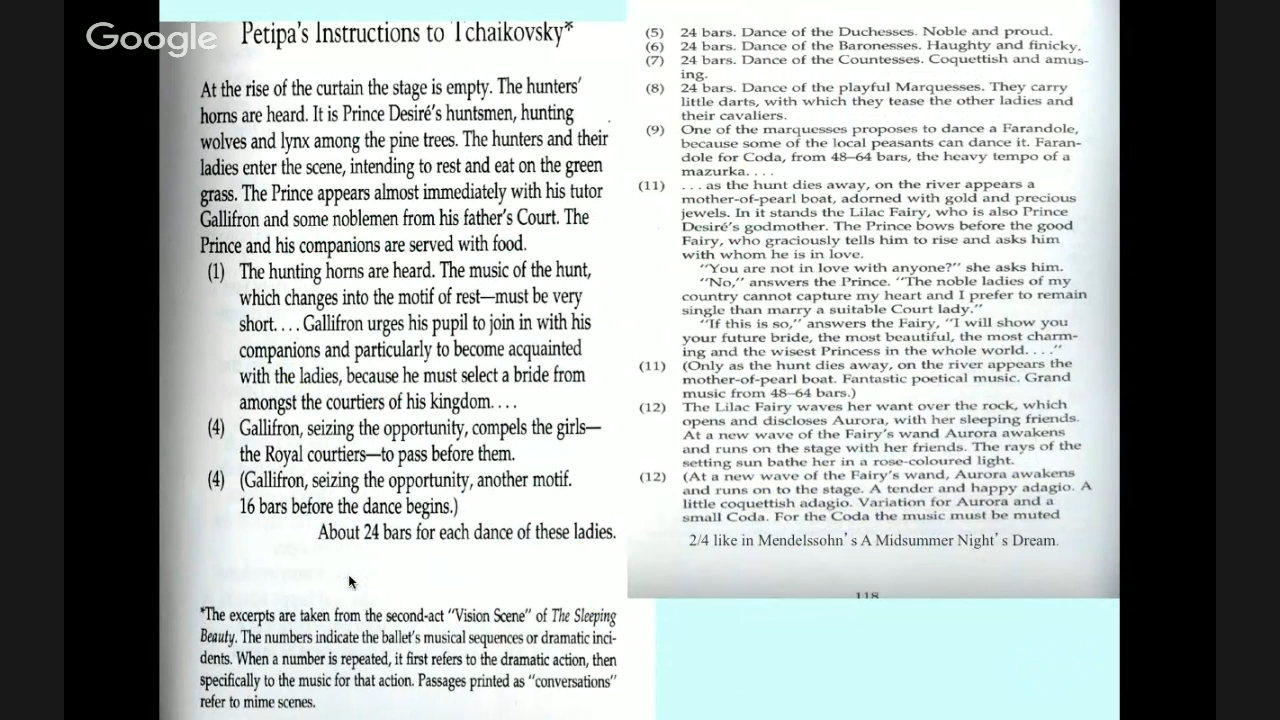 Google
Petipa's Instructions to Tchaikovsky*
At the rise of the curtain the stage is empty. The hunters'
horns are heard. It is Prince Desiré's huntsmen, hunting
wolves and lynx among the pine trees. The hunters and their
ladies enter the scene, intending to rest and eat on the green
grass. The Prince appears almost immediately with his tutor
Gallifron and some noblemen from his father's Court. The
Prince and his companions are served with food.
(1) The hunting horns are heard. The music of the hunt,
which changes into the motif of rest—must be very
short. . . . Gallifron urges his pupil to join in with his
companions and particularly to become acquainted
with the ladies, because he must select a bride from
amongst the courtiers of his kingdom. . . .
(4) Gallifron, seizing the opportunity, compels the girls—
the Royal courtiers—to pass before them.
(4) (Gallifron, seizing the opportunity, another motif.
16 bars before the dance begins.)
About 24 bars for each dance of these ladies.
*The excerpts are taken from the second-act "Vision Scene" of The Sleeping
Beauty. The numbers indicate the ballet's musical sequences or dramatic inci-
dents. When a number is repeated, it first refers to the dramatic action, then
specifically to the music for that action. Passages printed as "conversations"
refer to mime scenes.
(5) 24 bars. Dance of the Duchesses. Noble and proud.
(6) 24 bars. Dance of the Baronesses. Haughty and finicky.
(7) 24 bars. Dance of the Countesses. Coquettish and amus-
ing.
(8) 24 bars. Dance of the playful Marquesses. They carry
little darts, with which they tease the other ladies and
their cavaliers.
(9) One of the marquesses proposes to dance a Farandole,
because some of the local peasants can dance it. Faran-
dole for Coda, from 48–64 bars, the heavy tempo of a
mazurka. . . .
(11) . . . as the hunt dies away, on the river appears a
mother-of-pearl boat, adorned with gold and precious
jewels. In it stands the Lilac Fairy, who is also Prince
Desiré's godmother. The Prince bows before the good
Fairy, who graciously tells him to rise and asks him
with whom he is in love.
"You are not in love with anyone?" she asks him.
"No," answers the Prince. "The noble ladies of my
country cannot capture my heart and I prefer to remain
single than marry a suitable Court lady."
"If this is so," answers the Fairy, "I will show you
your future bride, the most beautiful, the most charm-
ing and the wisest Princess in the whole world. . . ."
(11) (Only as the hunt dies away, on the river appears the
mother-of-pearl boat. Fantastic poetical music. Grand
music from 48–64 bars.)
(12) The Lilac Fairy waves her want over the rock, which
opens and discloses Aurora, with her sleeping friends.
At a new wave of the Fairy's wand Aurora awakens
and runs on the stage with her friends. The rays of the
setting sun bathe her in a rose-coloured light.
(12) (At a new wave of the Fairy's wand, Aurora awakens
and runs on to the stage. A tender and happy adagio. A
little coquettish adagio. Variation for Aurora and a
small Coda. For the Coda the music must be muted
2/4 like in Mendelssohn's A Midsummer Night's Dream.
118